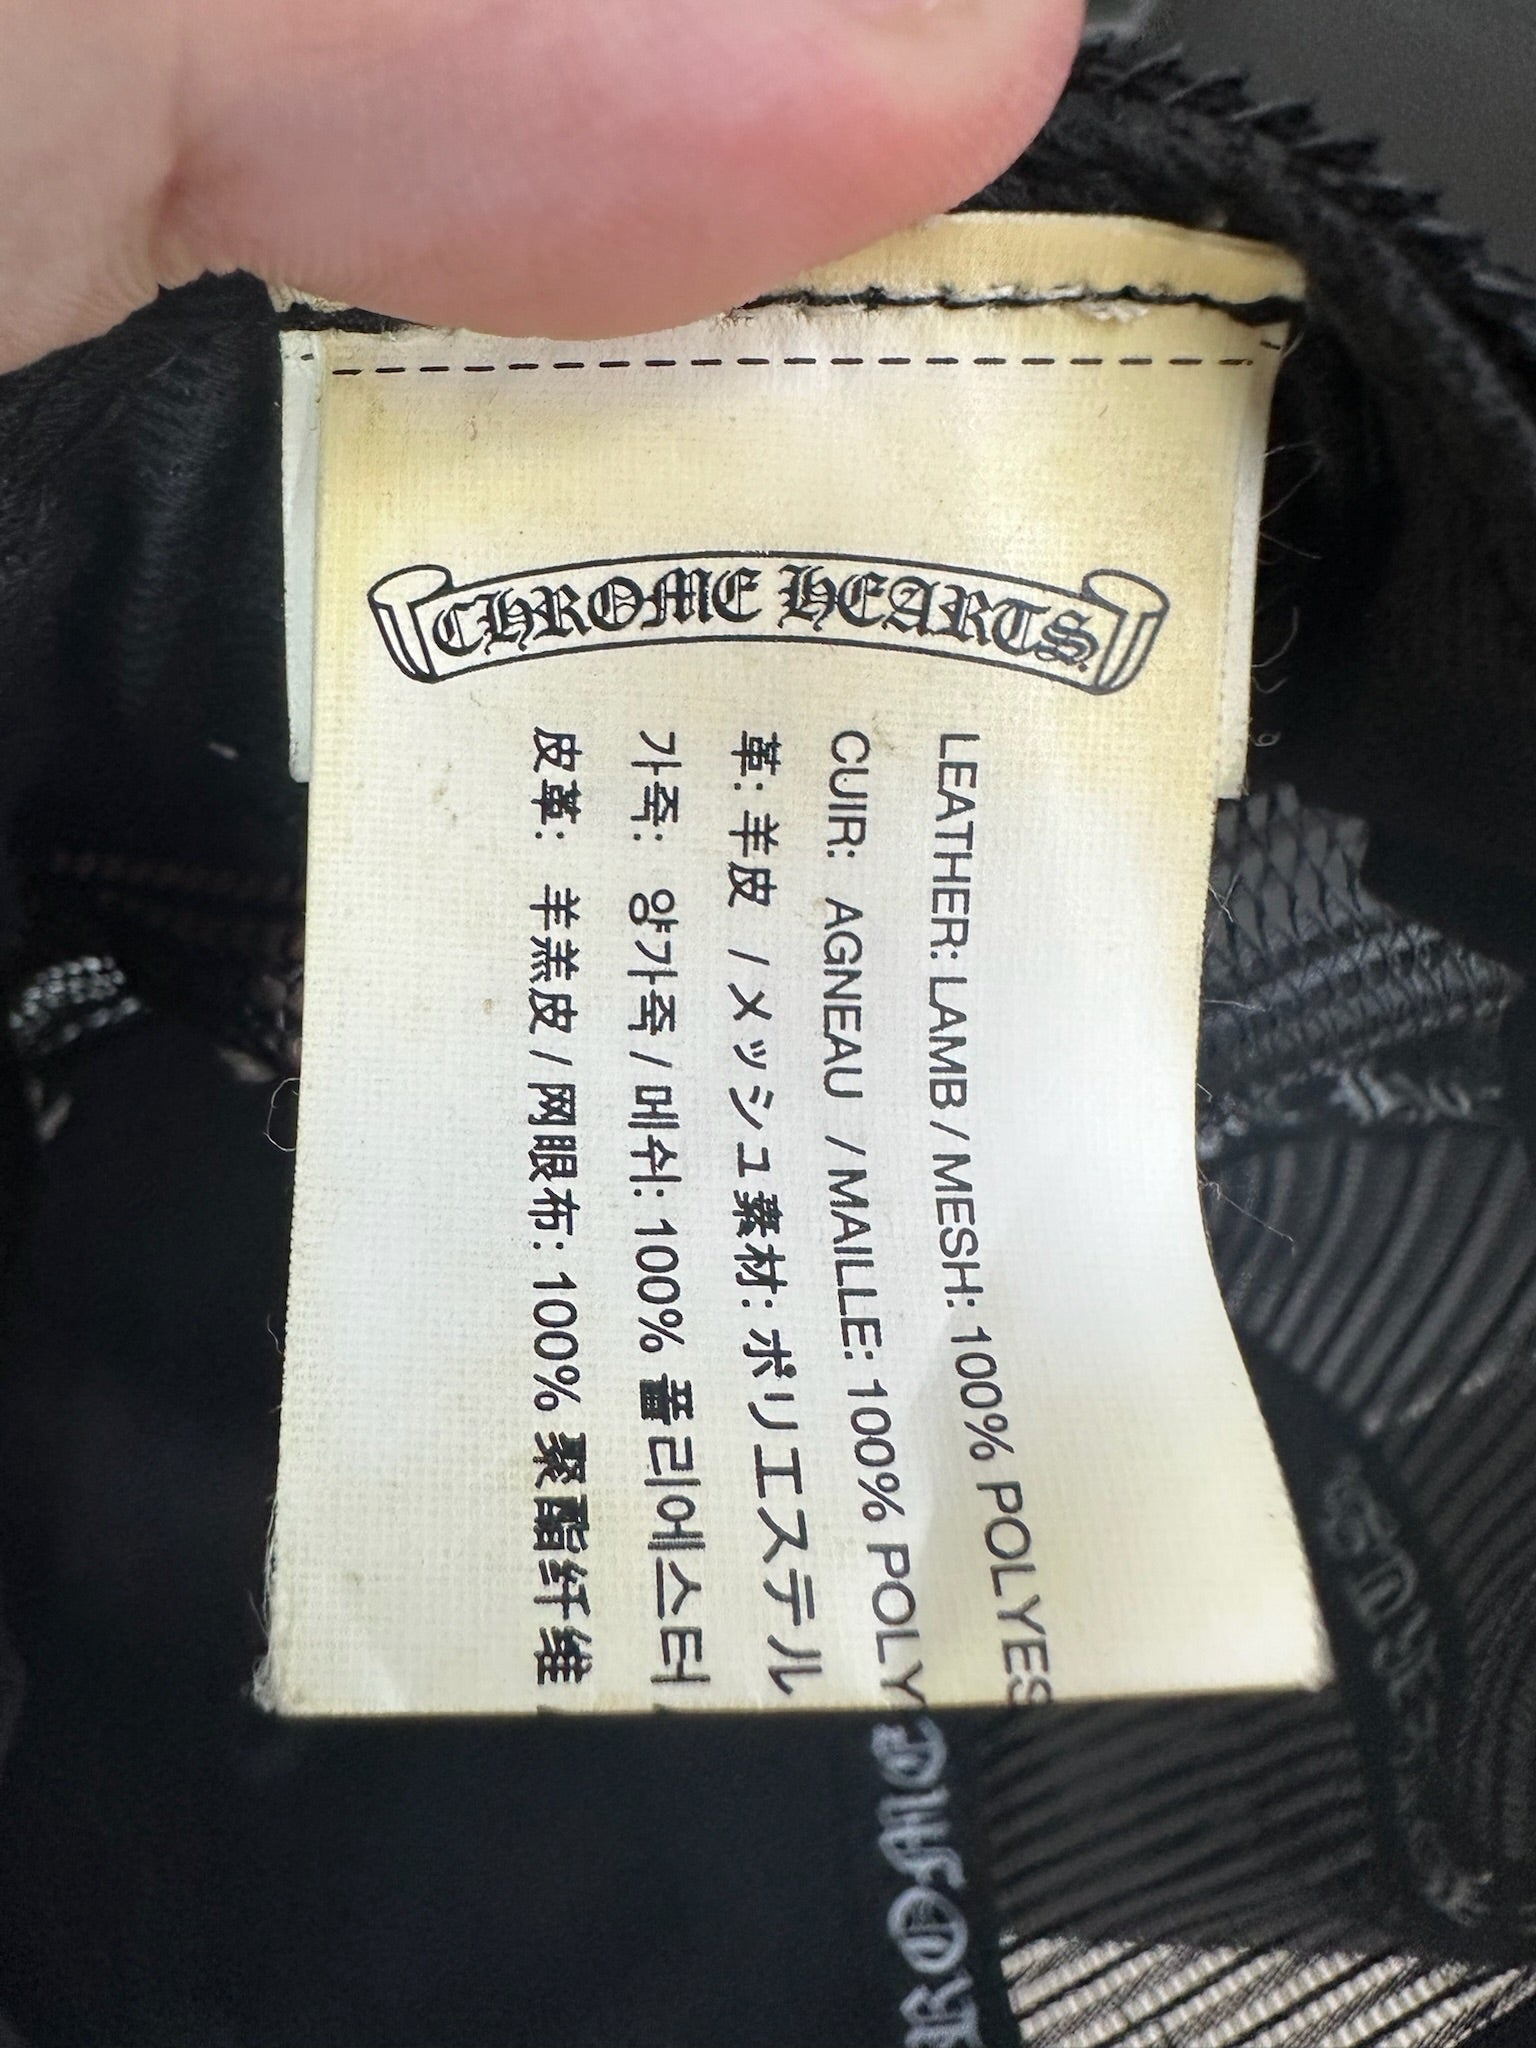 CHROME HEARTS
LEATHER: LAMB / MESH: 100% POLYES
CUIR: AGNEAU / MAILLE: 100% POLY
革: 羊皮 / メッシュ素材: ポリエステル
가죽: 양가죽 / 메쉬: 100% 폴리에스터
皮革: 羊羔皮 / 网眼布: 100% 聚酯纤维